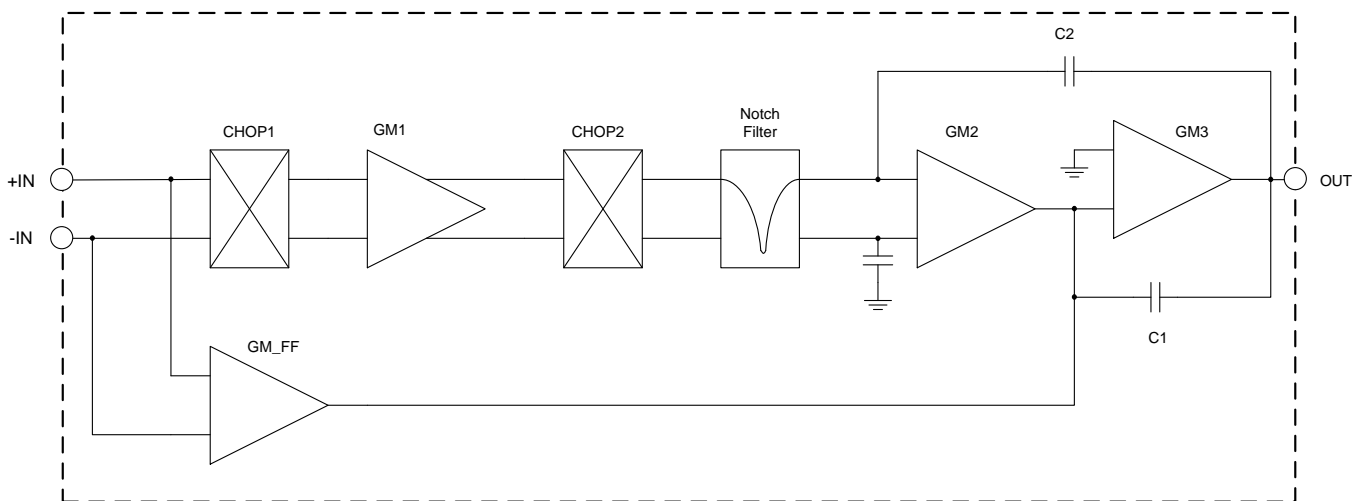 C2
CHOP1
GM1
CHOP2
Notch
Filter
GM2
GM3
+IN
-IN
OUT
C1
GM_FF